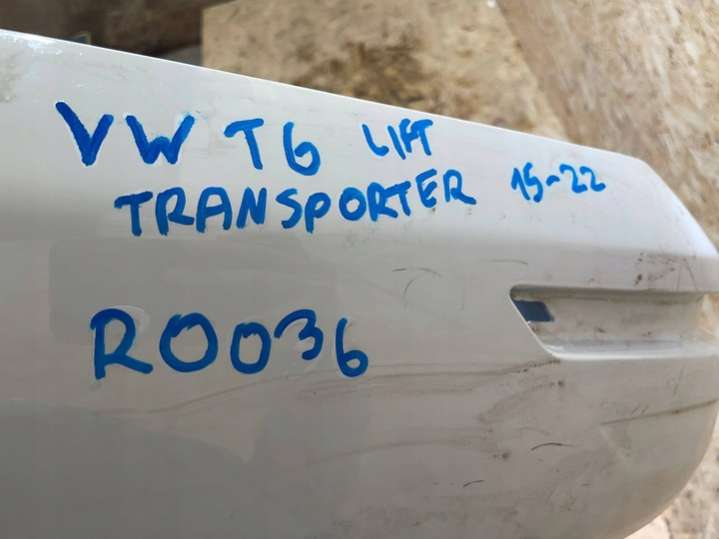 VW T6 LIFT
TRANSPORTER 15-22
R0036